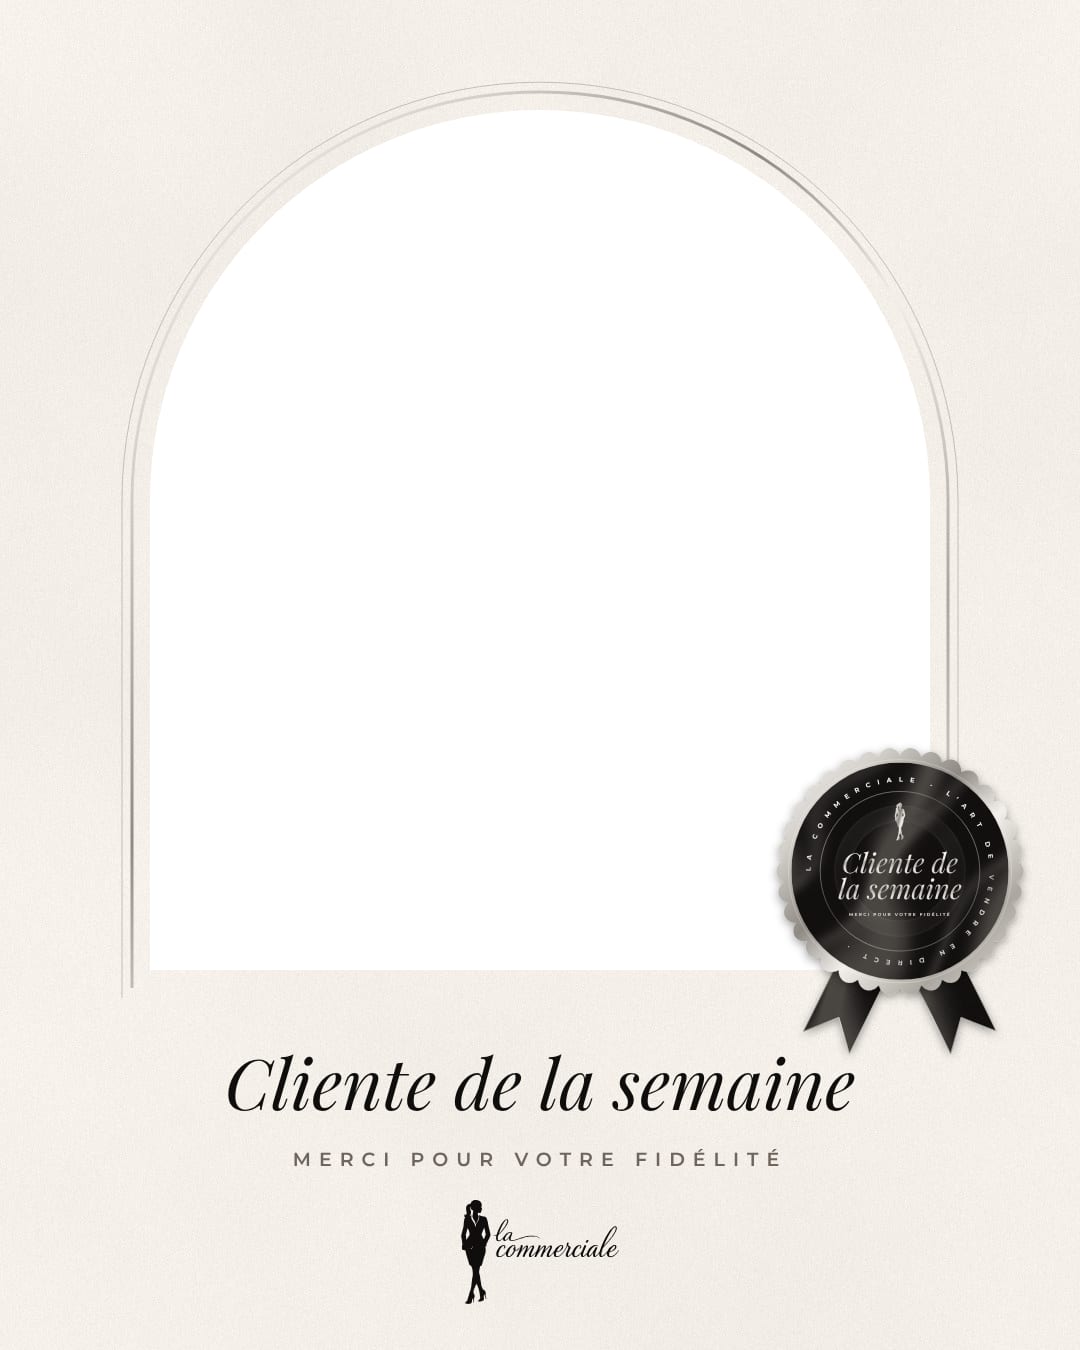 LA COMMERCIALE - L'ART DE VENDRE EN DIRECT -
Cliente de
la semaine
MERCI POUR VOTRE FIDÉLITÉ
Cliente de la semaine
MERCI POUR VOTRE FIDÉLITÉ
la
commerciale